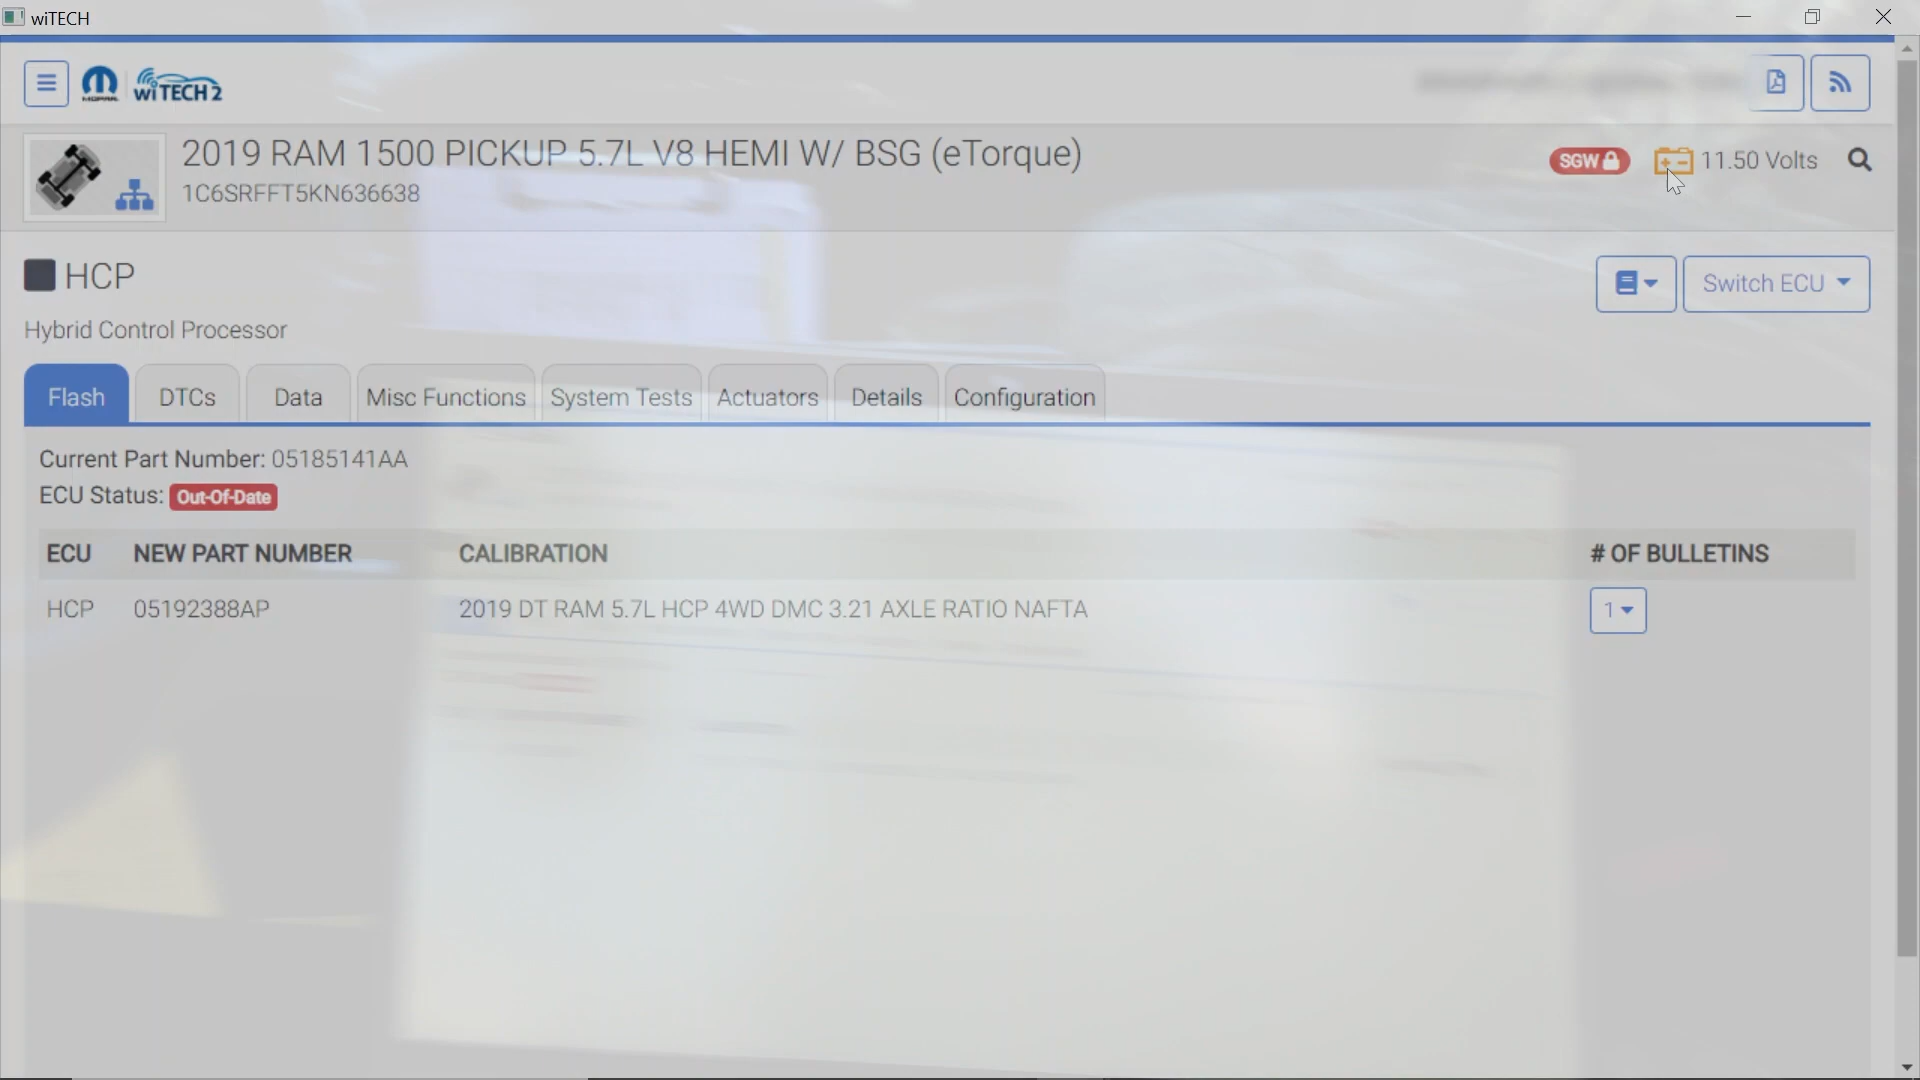 wiTECH
MOPAR wiTECH 2
2019 RAM 1500 PICKUP 5.7L V8 HEMI W/ BSG (eTorque)
SGW 11.50 Volts
1C6SRFFT5KN636638
HCP
Switch ECU
Hybrid Control Processor
Flash DTCs Data Misc Functions System Tests Actuators Details Configuration
Current Part Number: 05185141AA
ECU Status: Out-Of-Date
ECU NEW PART NUMBER CALIBRATION # OF BULLETINS
HCP 05192388AP 2019 DT RAM 5.7L HCP 4WD DMC 3.21 AXLE RATIO NAFTA 1